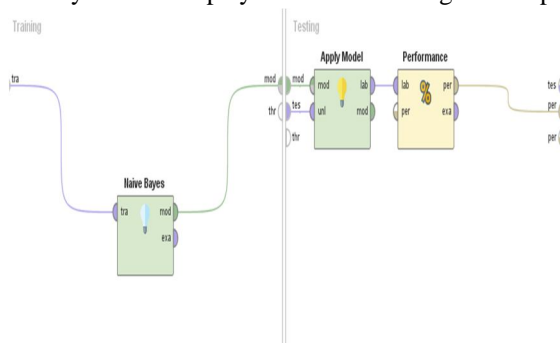 Training
Testing
tra
Naive Bayes
tra
mod
exa
mod
thr
mod
tes
thr
Apply Model
mod
unl
lab
mod
Performance
lab
per
per
exa
tes
per
per